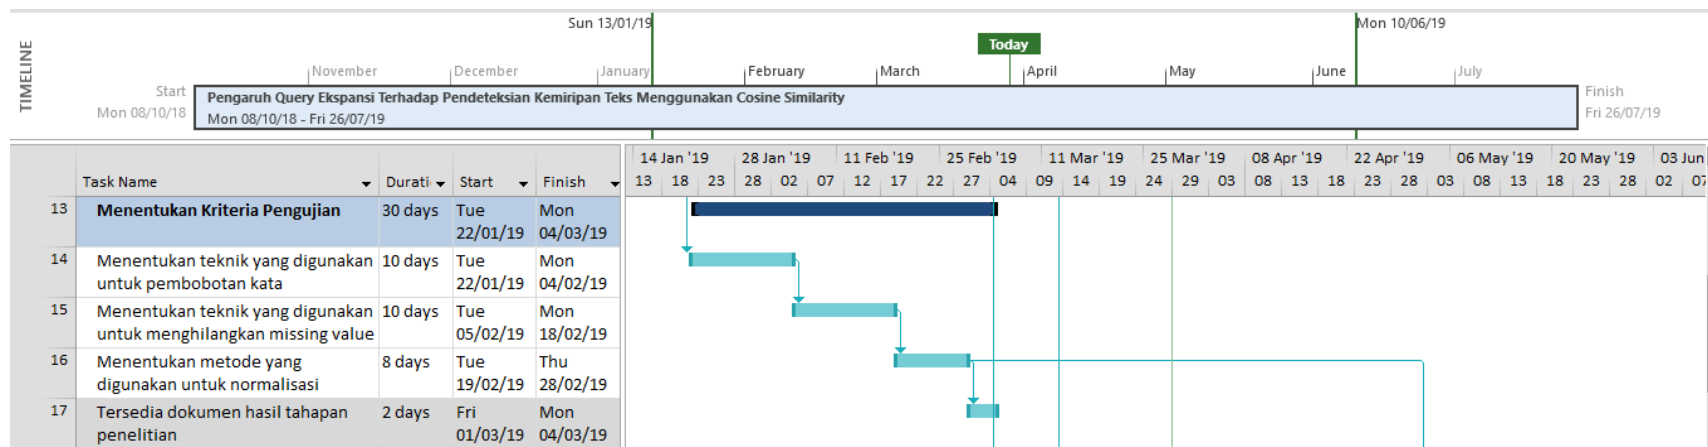 Sun 13/01/19
Mon 10/06/19
Today
TIMELINE
November
December
January
February
March
April
May
June
July
Start
Mon 08/10/18
Pengaruh Query Ekspansi Terhadap Pendeteksian Kemiripan Teks Menggunakan Cosine Similarity
Mon 08/10/18 - Fri 26/07/19
Finish
Fri 26/07/19
14 Jan '19 28 Jan '19 11 Feb '19 25 Feb '19 11 Mar '19 25 Mar '19 08 Apr '19 22 Apr '19 06 May '19 20 May '19 03 Jun
Task Name Durati Start Finish
13 18 23 28 02 07 12 17 22 27 04 09 14 19 24 29 03 08 13 18 23 28 03 08 13 18 23 28 02 07
13 Menentukan Kriteria Pengujian 30 days Tue Mon
22/01/19 04/03/19
14 Menentukan teknik yang digunakan 10 days Tue Mon
untuk pembobotan kata 22/01/19 04/02/19
15 Menentukan teknik yang digunakan 10 days Tue Mon
untuk menghilangkan missing value 05/02/19 18/02/19
16 Menentukan metode yang 8 days Tue Thu
digunakan untuk normalisasi 19/02/19 28/02/19
17 Tersedia dokumen hasil tahapan 2 days Fri Mon
penelitian 01/03/19 04/03/19